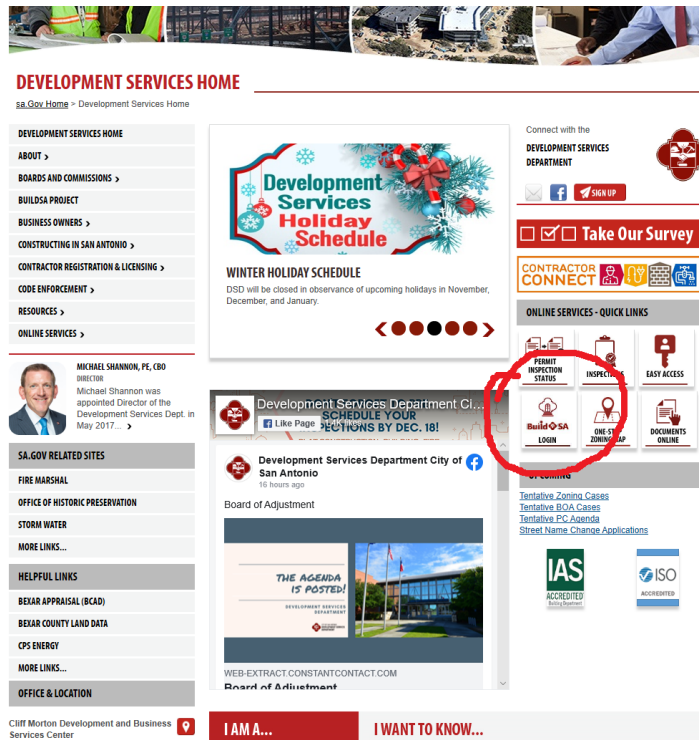 DEVELOPMENT SERVICES HOME
sa.Gov Home > Development Services Home
DEVELOPMENT SERVICES HOME
ABOUT >
BOARDS AND COMMISSIONS >
BUILDSA PROJECT
BUSINESS OWNERS >
CONSTRUCTING IN SAN ANTONIO >
CONTRACTOR REGISTRATION & LICENSING >
CODE ENFORCEMENT >
RESOURCES >
ONLINE SERVICES >
MICHAEL SHANNON, PE, CBO
DIRECTOR
Michael Shannon was
appointed Director of the
Development Services Dept. in
May 2017... >
SA.GOV RELATED SITES
FIRE MARSHAL
OFFICE OF HISTORIC PRESERVATION
STORM WATER
MORE LINKS...
HELPFUL LINKS
BEXAR APPRAISAL (BCAD)
BEXAR COUNTY LAND DATA
CPS ENERGY
MORE LINKS...
OFFICE & LOCATION
Cliff Morton Development and Business
Services Center
Development
Services
Holiday
Schedule
WINTER HOLIDAY SCHEDULE
DSD will be closed in observance of upcoming holidays in November,
December, and January.
Development Services Department Ci...
Like Page
SCHEDULE YOUR
INSPECTIONS BY DEC. 18!
Development Services Department City of
San Antonio
16 hours ago
Board of Adjustment
THE AGENDA
IS POSTED!
DEVELOPMENT SERVICES
DEPARTMENT
WEB-EXTRACT.CONSTANTCONTACT.COM
Board of Adjustment
I AM A...
I WANT TO KNOW...
Connect with the
DEVELOPMENT SERVICES
DEPARTMENT
SIGN UP
Take Our Survey
CONTRACTOR
CONNECT
ONLINE SERVICES - QUICK LINKS
PERMIT
INSPECTION
STATUS
INSPECTIONS
EASY ACCESS
Build SA
LOGIN
ONE-STOP
ZONING MAP
DOCUMENTS
ONLINE
UPCOMING
Tentative Zoning Cases
Tentative BOA Cases
Tentative PC Agenda
Street Name Change Applications
IAS
ACCREDITED
Building Department
ISO
ACCREDITED